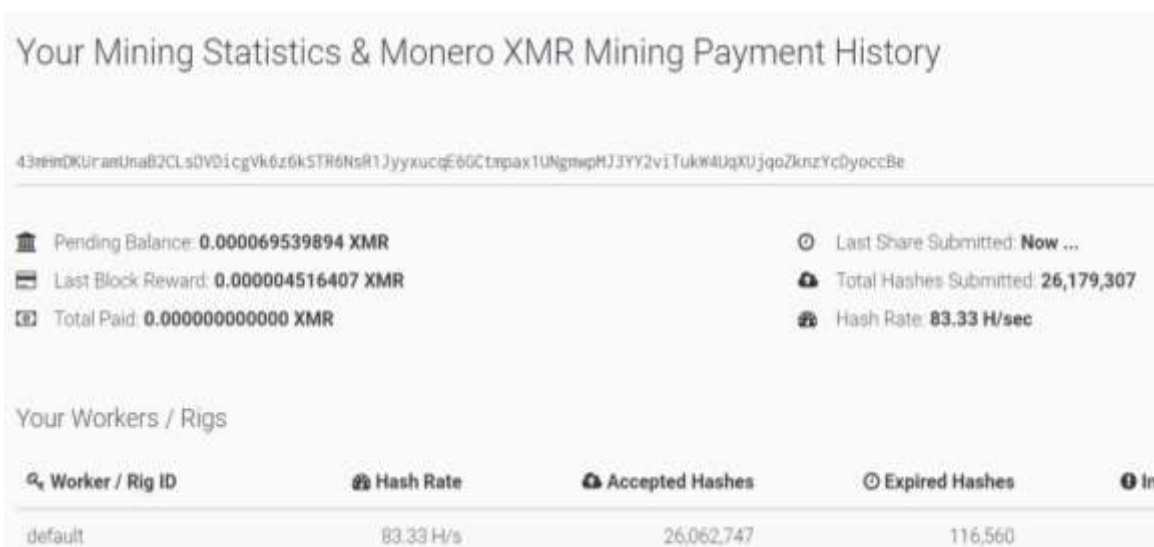 Your Mining Statistics & Monero XMR Mining Payment History
Pending Balance: 0.000069539894 XMR
Last Share Submitted: Now ...
Last Block Reward: 0.000004516407 XMR
Total Hashes Submitted: 26,179,307
Total Paid: 0.000000000000 XMR
Hash Rate: 83.33 H/sec
Your Workers / Rigs
Worker / Rig ID Hash Rate Accepted Hashes Expired Hashes In
default 83.33 H/s 26,062,747 116,560